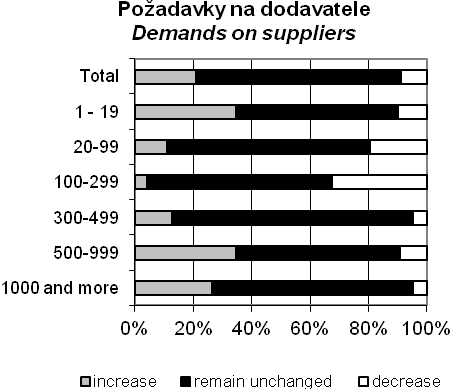 Požadavky na dodavatele
Demands on suppliers
Total
1 - 19
20-99
100-299
300-499
500-999
1000 and more
0% 20% 40% 60% 80% 100%
increase remain unchanged decrease